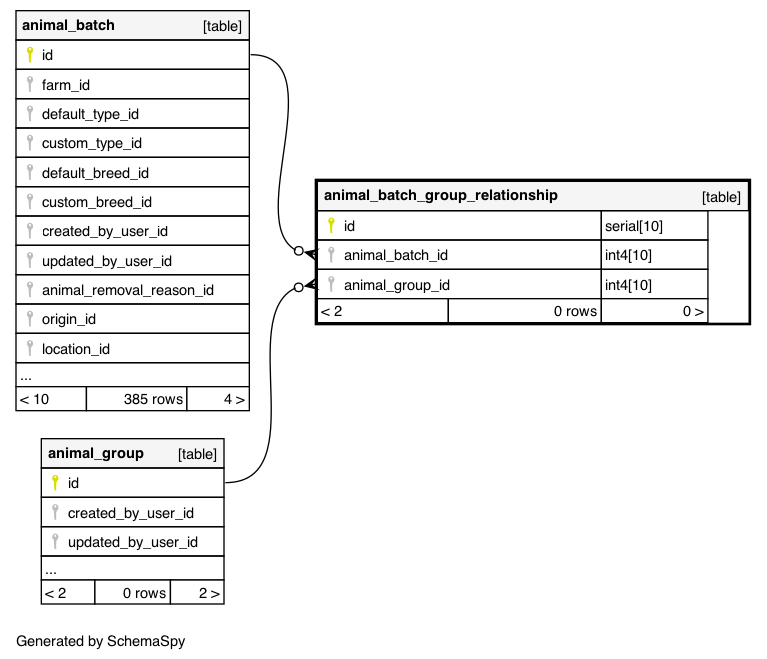 animal_batch [table]
id
farm_id
default_type_id
custom_type_id
default_breed_id
custom_breed_id
created_by_user_id
updated_by_user_id
animal_removal_reason_id
origin_id
location_id
...
< 10 385 rows 4 >
animal_batch_group_relationship [table]
id serial[10]
animal_batch_id int4[10]
animal_group_id int4[10]
< 2 0 rows 0 >
animal_group [table]
id
created_by_user_id
updated_by_user_id
...
< 2 0 rows 2 >
Generated by SchemaSpy